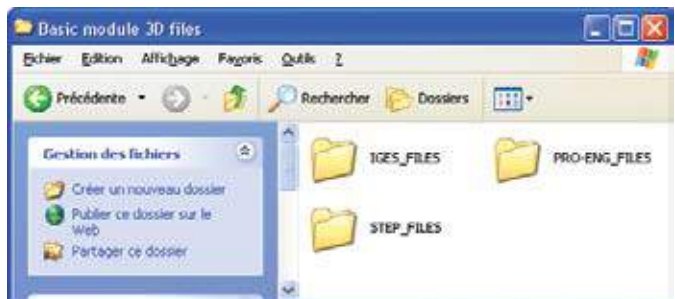 Basic module 3D files
Fichier Edition Affichage Favoris Outils ?
Précédente Rechercher Dossiers
Gestion des fichiers
Créer un nouveau dossier
Publier ce dossier sur le
Web
Partager ce dossier
IGES_FILES PRO-ENG_FILES
STEP_FILES